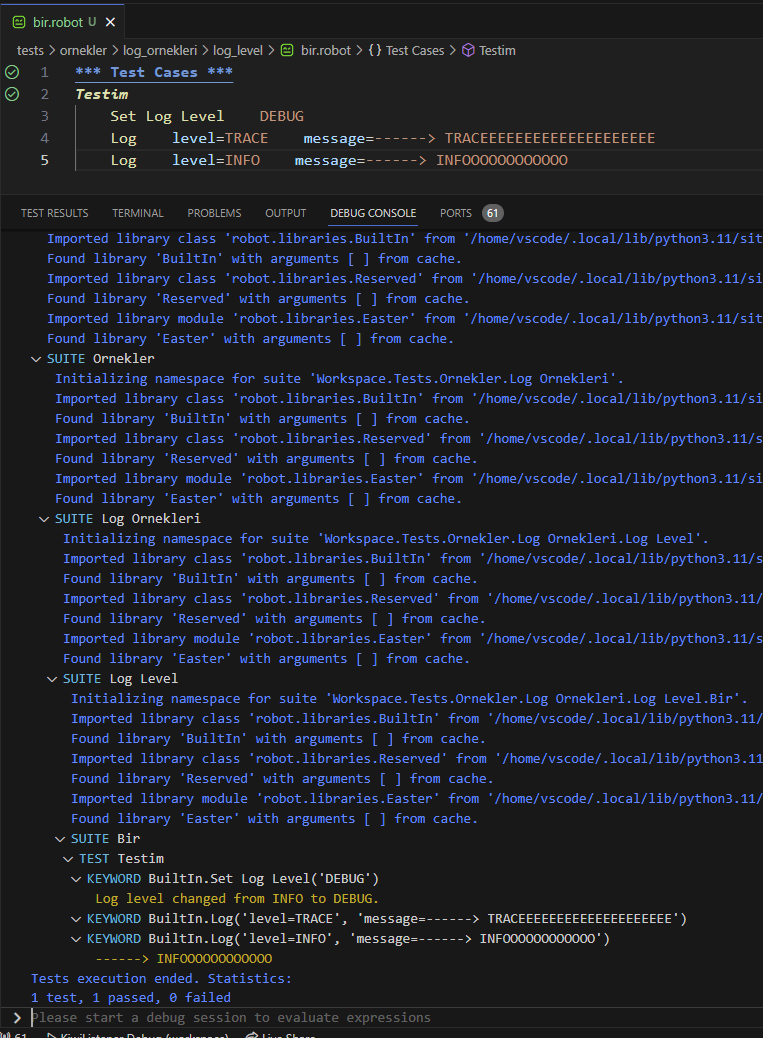 bir.robot U
tests > ornekler > log_ornekleri > log_level > bir.robot > {} Test Cases > Testim
1 *** Test Cases ***
2 Testim
3 Set Log Level    DEBUG
4 Log    level=TRACE    message=------> TRACEEEEEEEEEEEEEEEEEEEE
5 Log    level=INFO    message=------> INFOOOOOOOOOOOO
TEST RESULTS TERMINAL PROBLEMS OUTPUT DEBUG CONSOLE PORTS 61
Imported library class 'robot.libraries.BuiltIn' from '/home/vscode/.local/lib/python3.11/sit
Found library 'BuiltIn' with arguments [ ] from cache.
Imported library class 'robot.libraries.Reserved' from '/home/vscode/.local/lib/python3.11/si
Found library 'Reserved' with arguments [ ] from cache.
Imported library module 'robot.libraries.Easter' from '/home/vscode/.local/lib/python3.11/sit
Found library 'Easter' with arguments [ ] from cache.
SUITE Ornekler
Initializing namespace for suite 'Workspace.Tests.Ornekler.Log Ornekleri'.
Imported library class 'robot.libraries.BuiltIn' from '/home/vscode/.local/lib/python3.11/si
Found library 'BuiltIn' with arguments [ ] from cache.
Imported library class 'robot.libraries.Reserved' from '/home/vscode/.local/lib/python3.11/s
Found library 'Reserved' with arguments [ ] from cache.
Imported library module 'robot.libraries.Easter' from '/home/vscode/.local/lib/python3.11/si
Found library 'Easter' with arguments [ ] from cache.
SUITE Log Ornekleri
Initializing namespace for suite 'Workspace.Tests.Ornekler.Log Ornekleri.Log Level'.
Imported library class 'robot.libraries.BuiltIn' from '/home/vscode/.local/lib/python3.11/s
Found library 'BuiltIn' with arguments [ ] from cache.
Imported library class 'robot.libraries.Reserved' from '/home/vscode/.local/lib/python3.11/
Found library 'Reserved' with arguments [ ] from cache.
Imported library module 'robot.libraries.Easter' from '/home/vscode/.local/lib/python3.11/s
Found library 'Easter' with arguments [ ] from cache.
SUITE Log Level
Initializing namespace for suite 'Workspace.Tests.Ornekler.Log Ornekleri.Log Level.Bir'.
Imported library class 'robot.libraries.BuiltIn' from '/home/vscode/.local/lib/python3.11/
Found library 'BuiltIn' with arguments [ ] from cache.
Imported library class 'robot.libraries.Reserved' from '/home/vscode/.local/lib/python3.11
Found library 'Reserved' with arguments [ ] from cache.
Imported library module 'robot.libraries.Easter' from '/home/vscode/.local/lib/python3.11/
Found library 'Easter' with arguments [ ] from cache.
SUITE Bir
TEST Testim
KEYWORD BuiltIn.Set Log Level('DEBUG')
Log level changed from INFO to DEBUG.
KEYWORD BuiltIn.Log('level=TRACE', 'message=------> TRACEEEEEEEEEEEEEEEEEEEE')
KEYWORD BuiltIn.Log('level=INFO', 'message=------> INFOOOOOOOOOOOO')
------> INFOOOOOOOOOOOO
Tests execution ended. Statistics:
1 test, 1 passed, 0 failed
Please start a debug session to evaluate expressions
61 KiwiListener Debug (workspace) Live Share